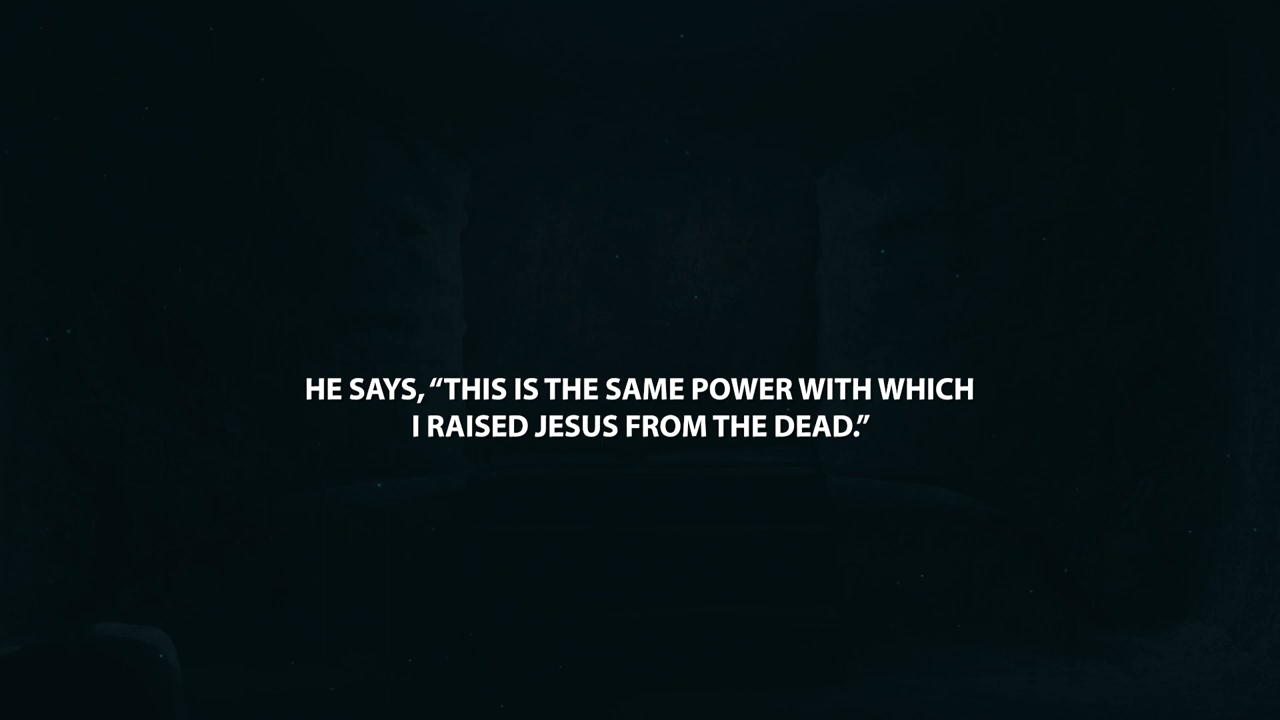 HE SAYS, “THIS IS THE SAME POWER WITH WHICH
I RAISED JESUS FROM THE DEAD.”